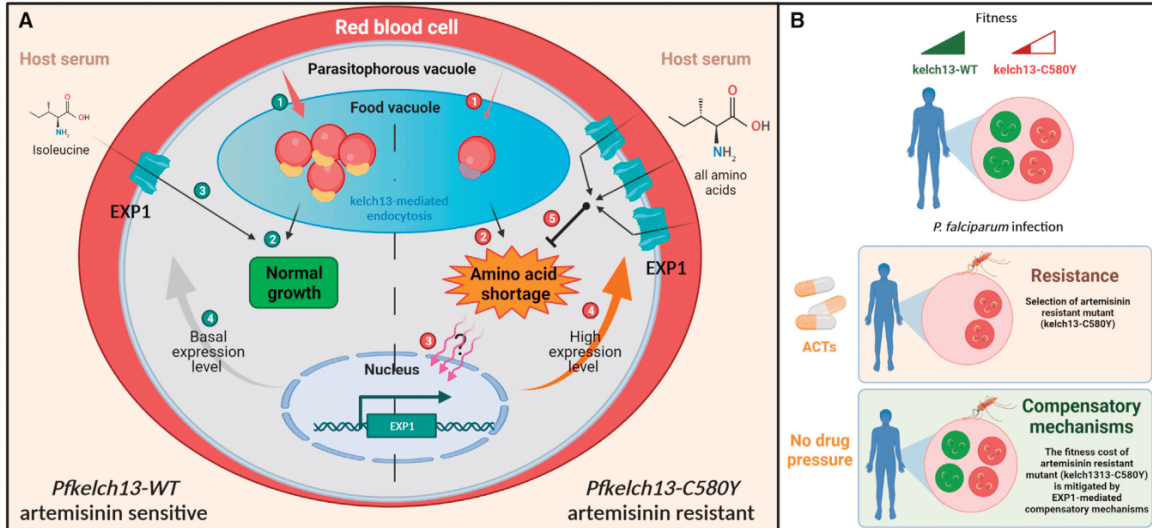 A
Red blood cell
Host serum
Host serum
Parasitophorous vacuole
Food vacuole
1
1
O
OH
NH₂
Isoleucine
O
OH
NH₂
all amino
acids
EXP1
3
kelch13-mediated
endocytosis
2
Normal
growth
2
5
Amino acid
shortage
EXP1
4
Basal
expression
level
3
?
4
High
expression
level
Nucleus
EXP1
Pfkelch13-WT
artemisinin sensitive
Pfkelch13-C580Y
artemisinin resistant
B
Fitness
kelch13-WT
kelch13-C580Y
P. falciparum infection
ACTs
Resistance
Selection of artemisinin
resistant mutant
(kelch13-C580Y)
No drug
pressure
Compensatory
mechanisms
The fitness cost of
artemisinin resistant
mutant (kelch1313-C580Y)
is mitigated by
EXP1-mediated
compensatory mechanisms